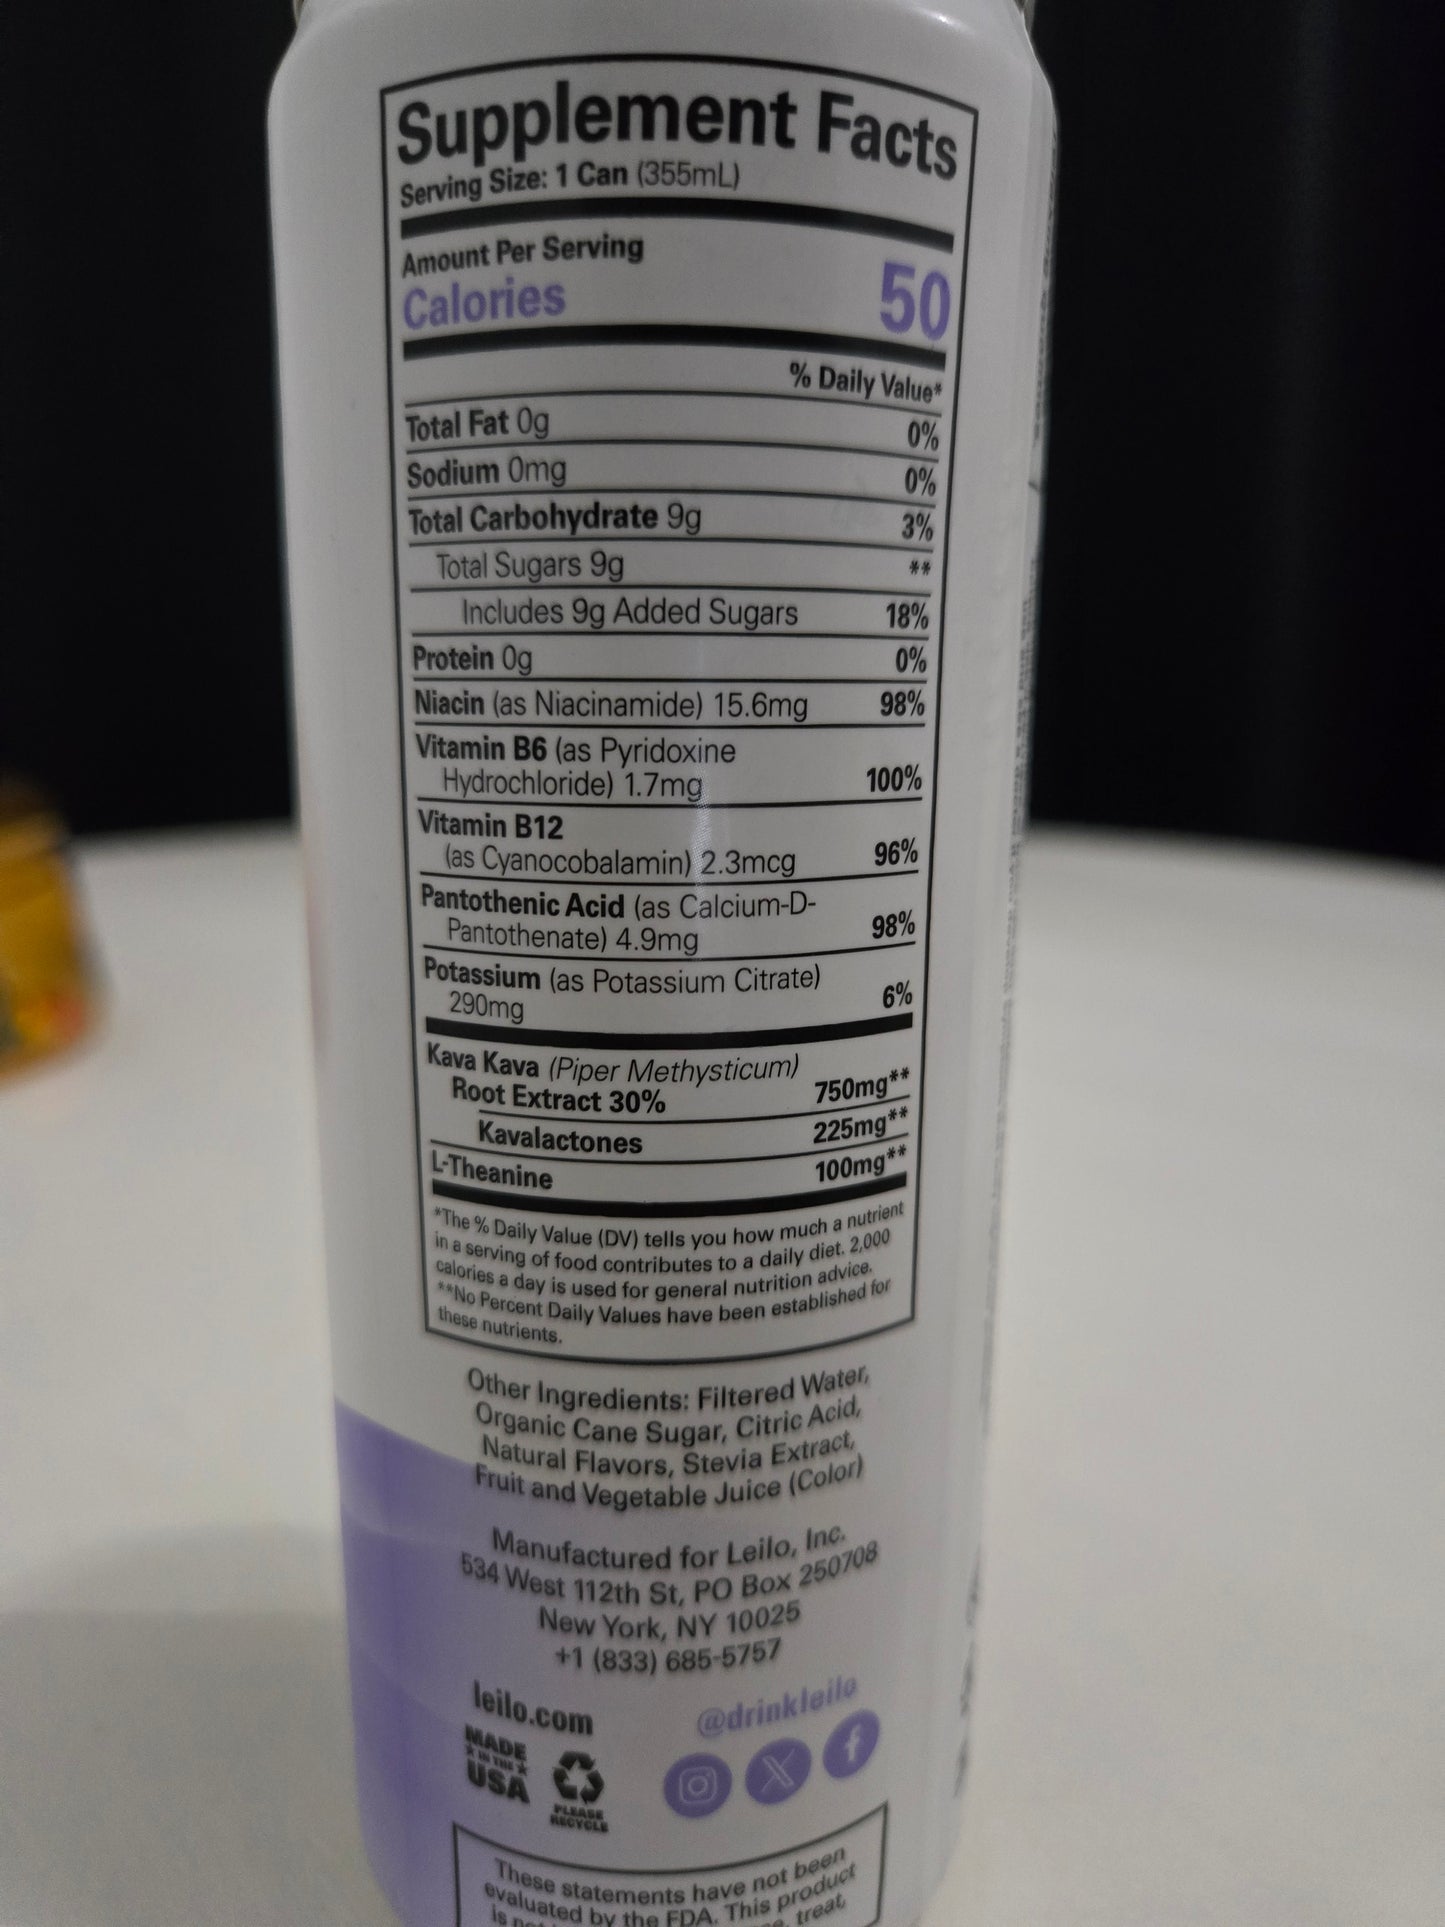 Supplement Facts
Serving Size: 1 Can (355mL)
Amount Per Serving
Calories 50
% Daily Value*
Total Fat 0g 0%
Sodium 0mg 0%
Total Carbohydrate 9g 3%
Total Sugars 9g **
Includes 9g Added Sugars 18%
Protein 0g 0%
Niacin (as Niacinamide) 15.6mg 98%
Vitamin B6 (as Pyridoxine
Hydrochloride) 1.7mg 100%
Vitamin B12
(as Cyanocobalamin) 2.3mcg 96%
Pantothenic Acid (as Calcium-D-
Pantothenate) 4.9mg 98%
Potassium (as Potassium Citrate)
290mg 6%
Kava Kava (Piper Methysticum)
Root Extract 30% 750mg**
Kavalactones 225mg**
L-Theanine 100mg**
*The % Daily Value (DV) tells you how much a nutrient
in a serving of food contributes to a daily diet. 2,000
calories a day is used for general nutrition advice.
**No Percent Daily Values have been established for
these nutrients.
Other Ingredients: Filtered Water,
Organic Cane Sugar, Citric Acid,
Natural Flavors, Stevia Extract,
Fruit and Vegetable Juice (Color)
Manufactured for Leilo, Inc.
534 West 112th St, PO Box 250708
New York, NY 10025
+1 (833) 685-5757
leilo.com @drinkleilo
MADE
IN THE
USA
PLEASE
RECYCLE
These statements have not been
evaluated by the FDA. This product
treat,